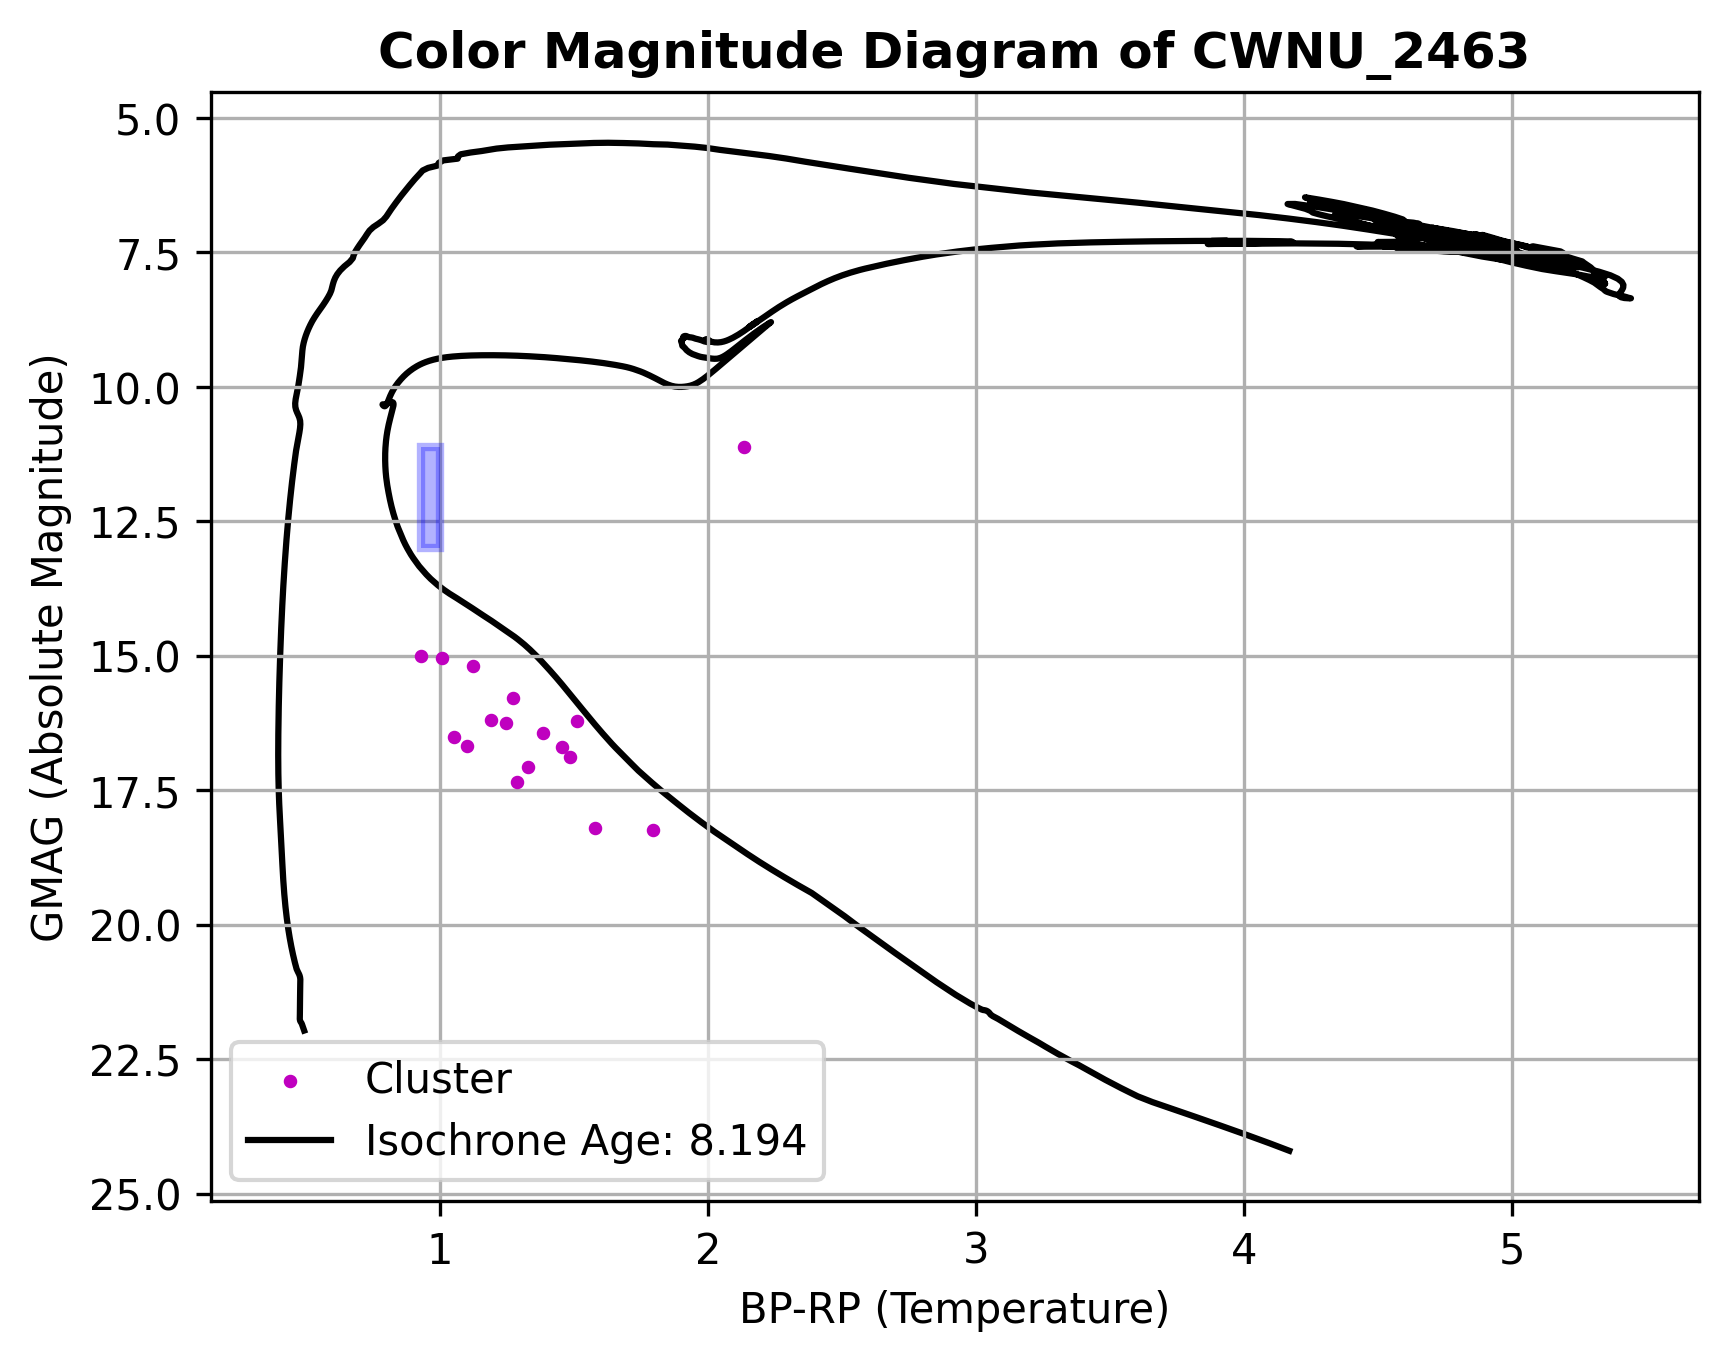 Color Magnitude Diagram of CWNU_2463
GMAG (Absolute Magnitude)
5.0
7.5
10.0
12.5
15.0
17.5
20.0
22.5
25.0
Cluster
Isochrone Age: 8.194
1 2 3 4 5
BP-RP (Temperature)